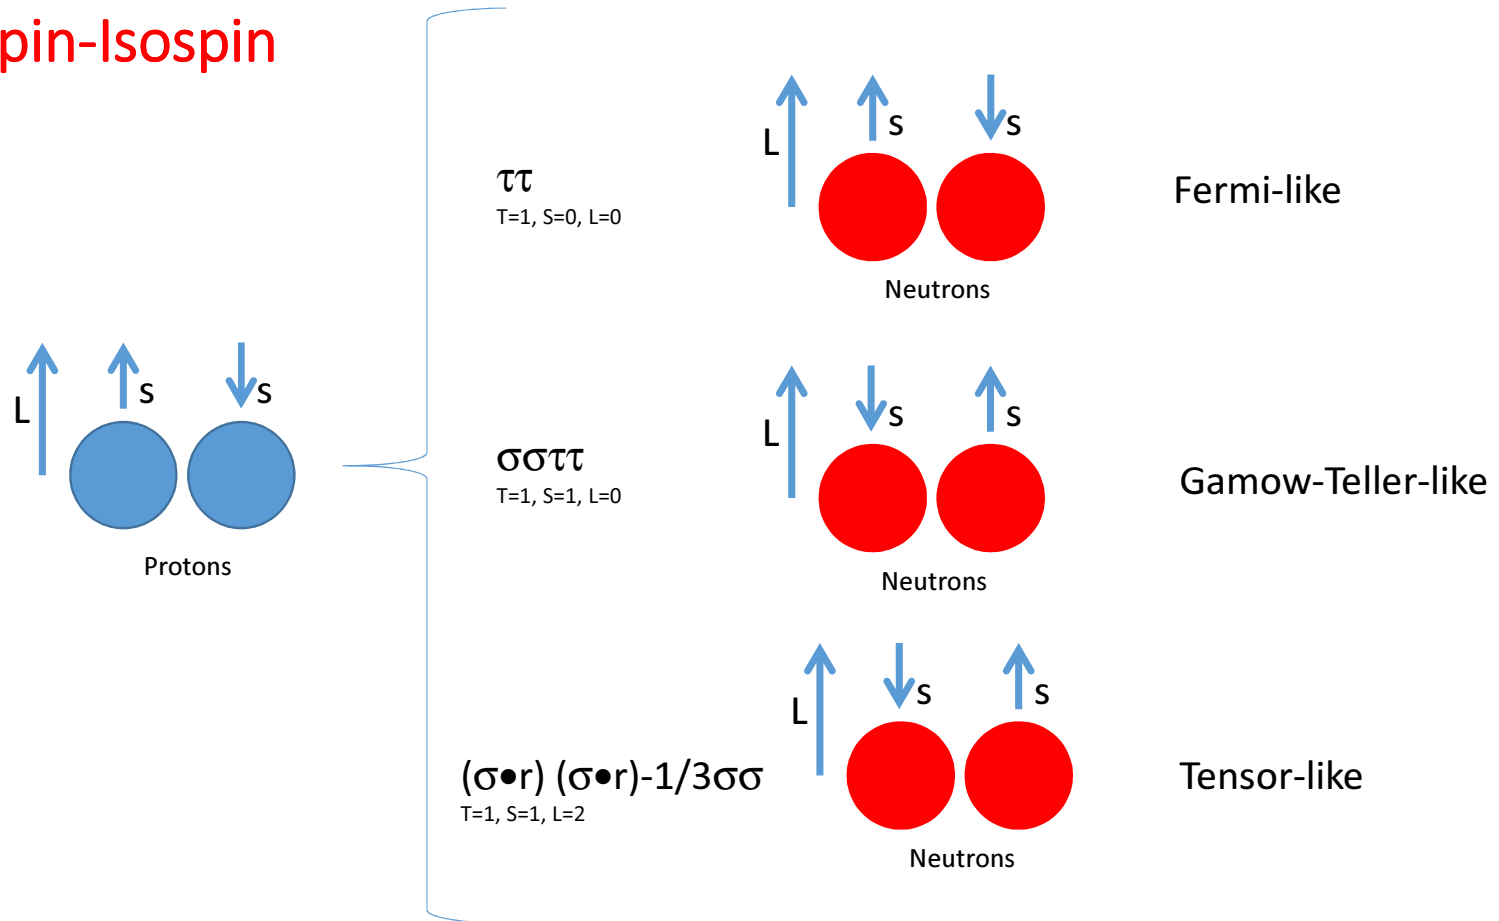 pin-Isospin
L
s
s
ττ
T=1, S=0, L=0
Neutrons
Fermi-like
L
s
s
Protons
L
s
s
σσττ
T=1, S=1, L=0
Neutrons
Gamow-Teller-like
L
s
s
(σ•r) (σ•r)-1/3σσ
T=1, S=1, L=2
Neutrons
Tensor-like